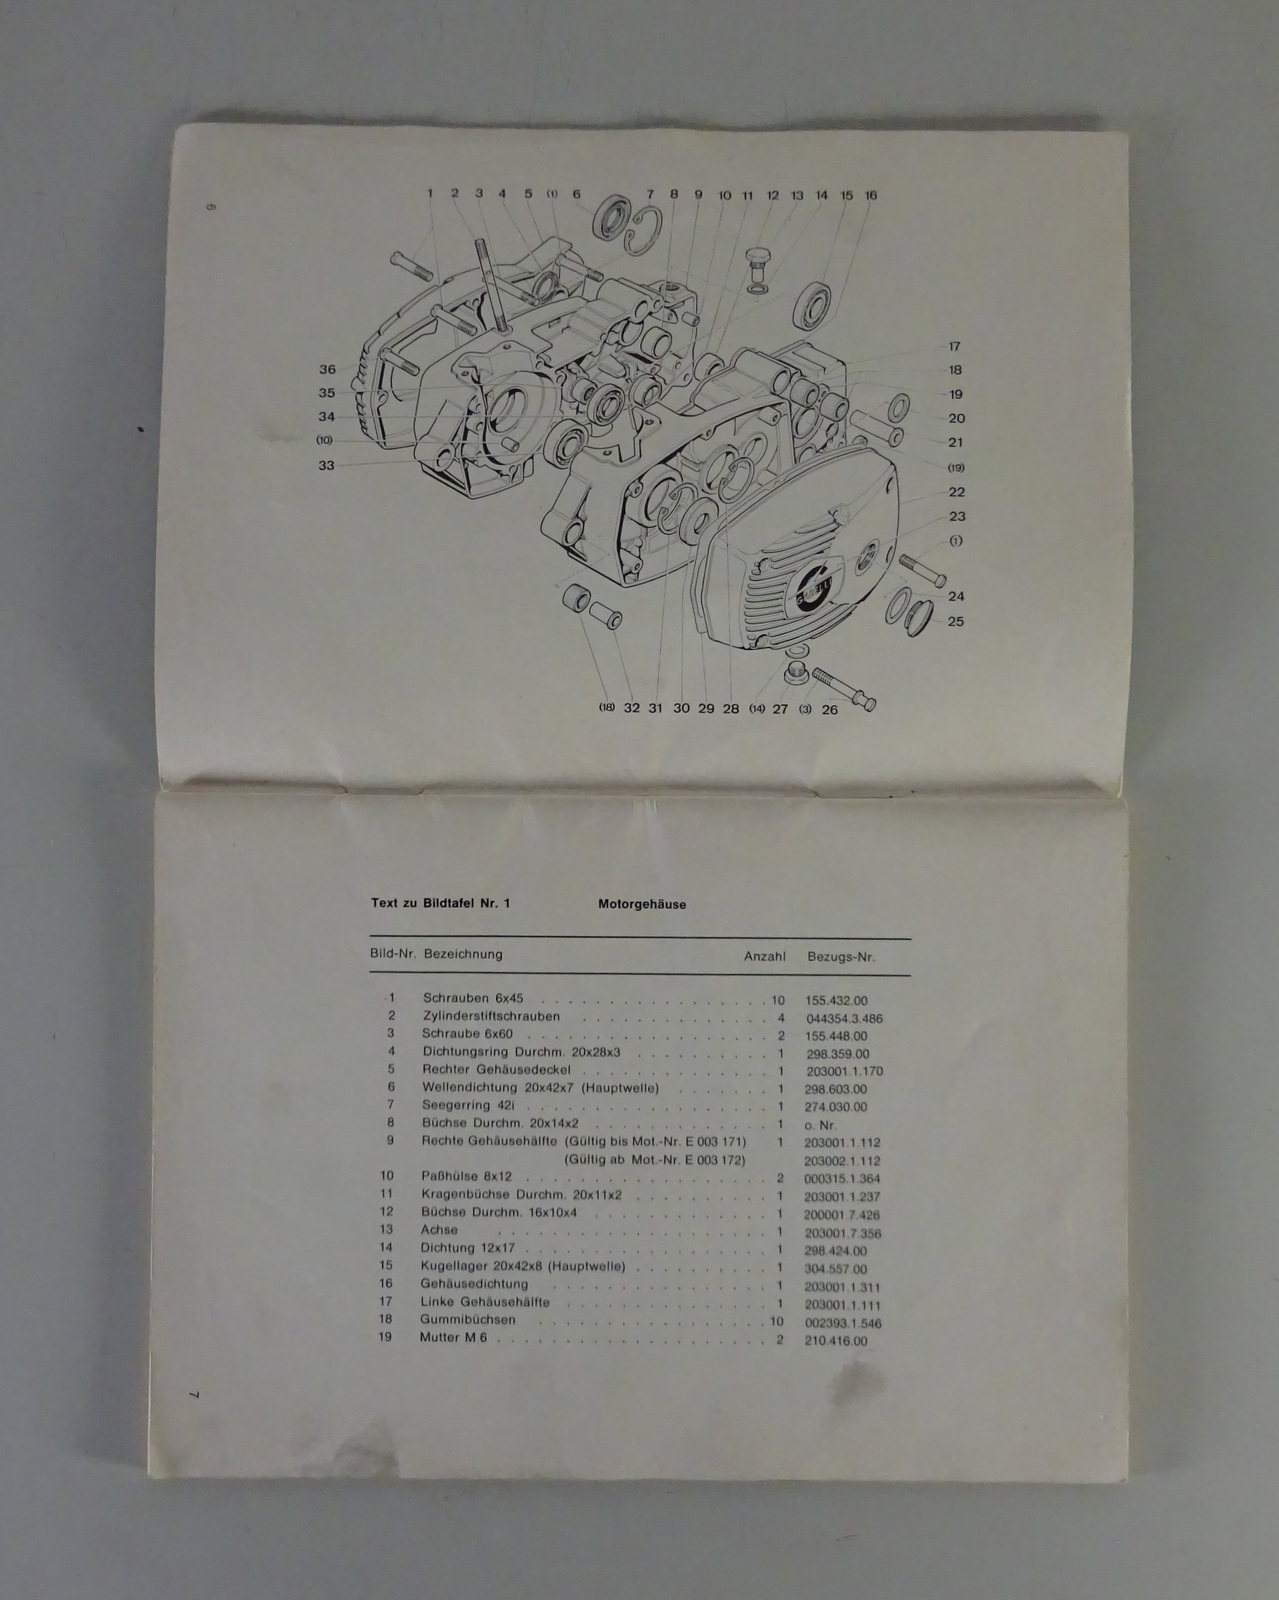 6
1 2 3 4 5 (1) 6 7 8 9 10 11 12 13 14 15 16
36
35
34
(10)
33
17
18
19
20
21
(19)
22
23
(1)
24
25
(18) 32 31 30 29 28 (14) 27 (3) 26
Text zu Bildtafel Nr. 1 Motorgehäuse
Bild-Nr. Bezeichnung Anzahl Bezugs-Nr.
1 Schrauben 6x45 . . . . . . . . . . . . . . . . . 10 155.432.00
2 Zylinderstiftschrauben . . . . . . . . . . . . . . 4 044354.3.486
3 Schraube 6x60 . . . . . . . . . . . . . . . . . . 2 155.448.00
4 Dichtungsring Durchm. 20x28x3 . . . . . . . . . . 1 298.359.00
5 Rechter Gehäusedeckel . . . . . . . . . . . . . . 1 203001.1.170
6 Wellendichtung 20x42x7 (Hauptwelle) . . . . . . . 1 298.603.00
7 Seegerring 42i . . . . . . . . . . . . . . . . . . 1 274.030.00
8 Büchse Durchm. 20x14x2 . . . . . . . . . . . . . 1 o. Nr.
9 Rechte Gehäusehälfte (Gültig bis Mot.-Nr. E 003 171) 1 203001.1.112
(Gültig ab Mot.-Nr. E 003 172) 203002.1.112
10 Paßhülse 8x12 . . . . . . . . . . . . . . . . . . 2 000315.1.364
11 Kragenbüchse Durchm. 20x11x2 . . . . . . . . . . 1 203001.1.237
12 Büchse Durchm. 16x10x4 . . . . . . . . . . . . . 1 200001.7.426
13 Achse . . . . . . . . . . . . . . . . . . . . 1 203001.7.356
14 Dichtung 12x17 . . . . . . . . . . . . . . . . . . 1 298.424.00
15 Kugellager 20x42x8 (Hauptwelle) . . . . . . . . . . 1 304.557.00
16 Gehäusedichtung . . . . . . . . . . . . . . . . 1 203001.1.311
17 Linke Gehäusehälfte . . . . . . . . . . . . . . . 1 203001.1.111
18 Gummibüchsen . . . . . . . . . . . . . . . . . 10 002393.1.546
19 Mutter M 6 . . . . . . . . . . . . . . . . . . . . 2 210.416.00
7